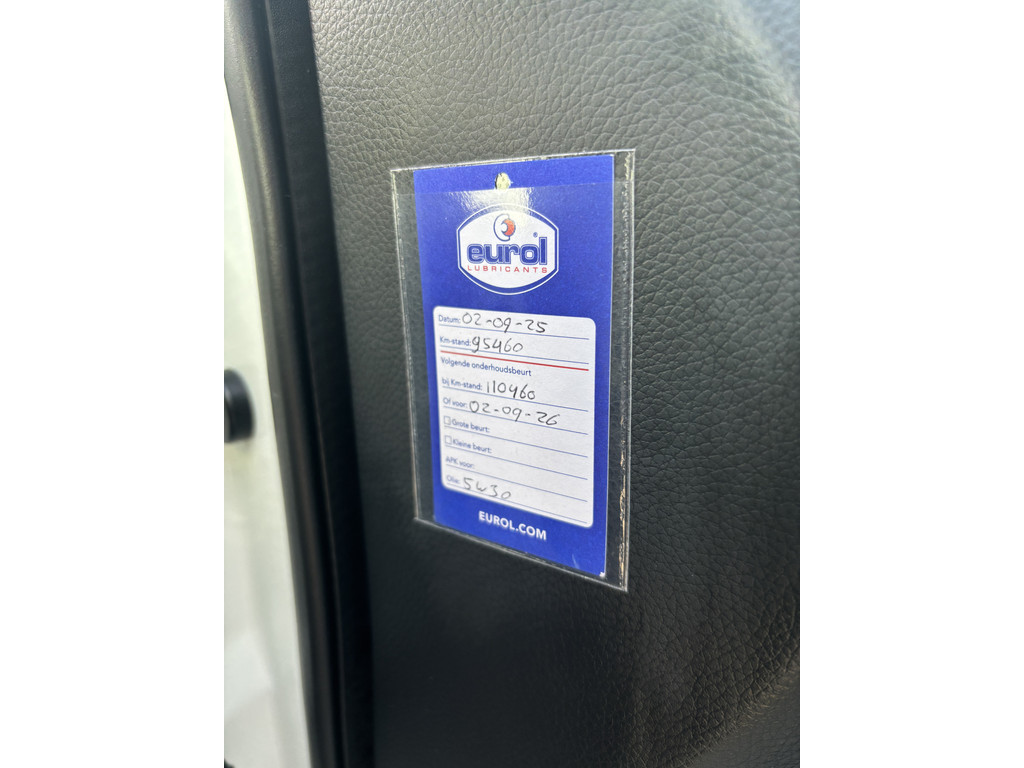 eurol®
LUBRICANTS
Datum: 02-09-25
Km-stand: 95460
Volgende onderhoudsbeurt
bij Km-stand: 110460
Of voor: 02-09-26
Grote beurt:
Kleine beurt:
APK voor:
Olie: 5W30
EUROL.COM